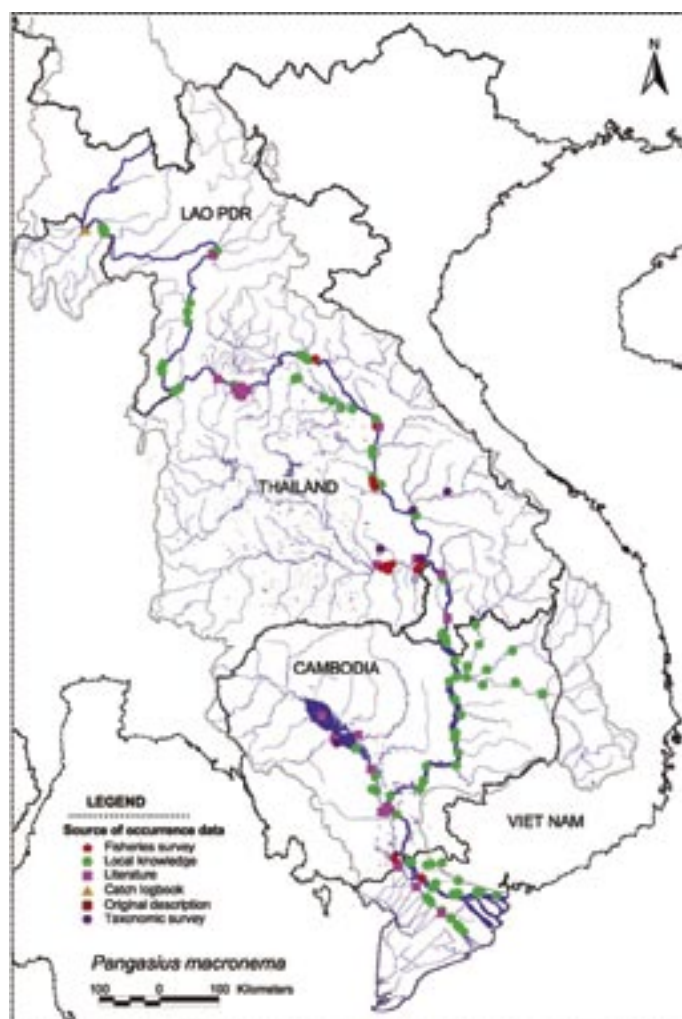 N
LAO PDR
THAILAND
CAMBODIA
VIET NAM
LEGEND
Source of occurrence data
Fisheries survey
Local knowledge
Literature
Catch logbook
Original description
Taxonomic survey
Pangasius macronema
100 0 100 Kilometers